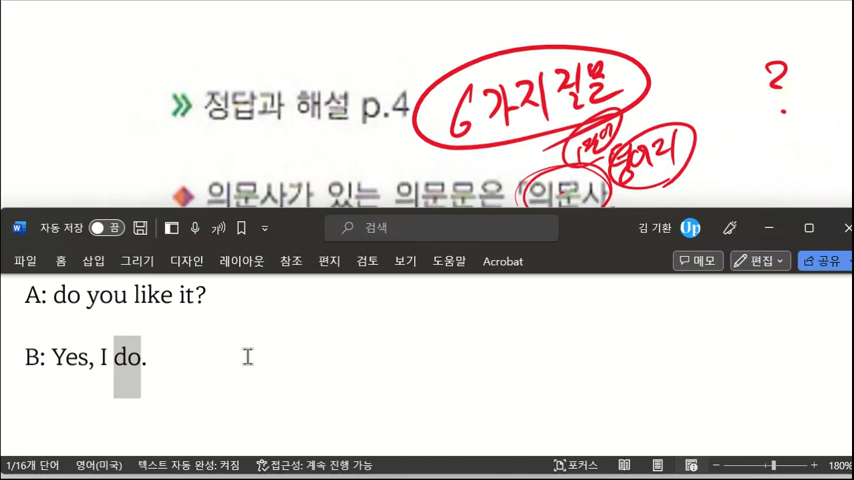 6가지 질문
?
정답과 해설 p.4
덩어리
의문사가 있는 의문문은 「의문사
자동 저장 끔
검색
김 기환
파일 홈 삽입 그리기 디자인 레이아웃 참조 편지 검토 보기 도움말 Acrobat 메모 편집 공유
A: do you like it?
B: Yes, I do.
1/16개 단어 영어(미국) 텍스트 자동 완성: 켜짐 접근성: 계속 진행 가능 포커스 180%